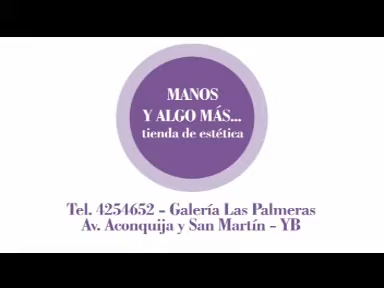 MANOS
Y ALGO MÁS...
tienda de estética
Tel. 4254652 - Galería Las Palmeras
Av. Aconquija y San Martín - YB